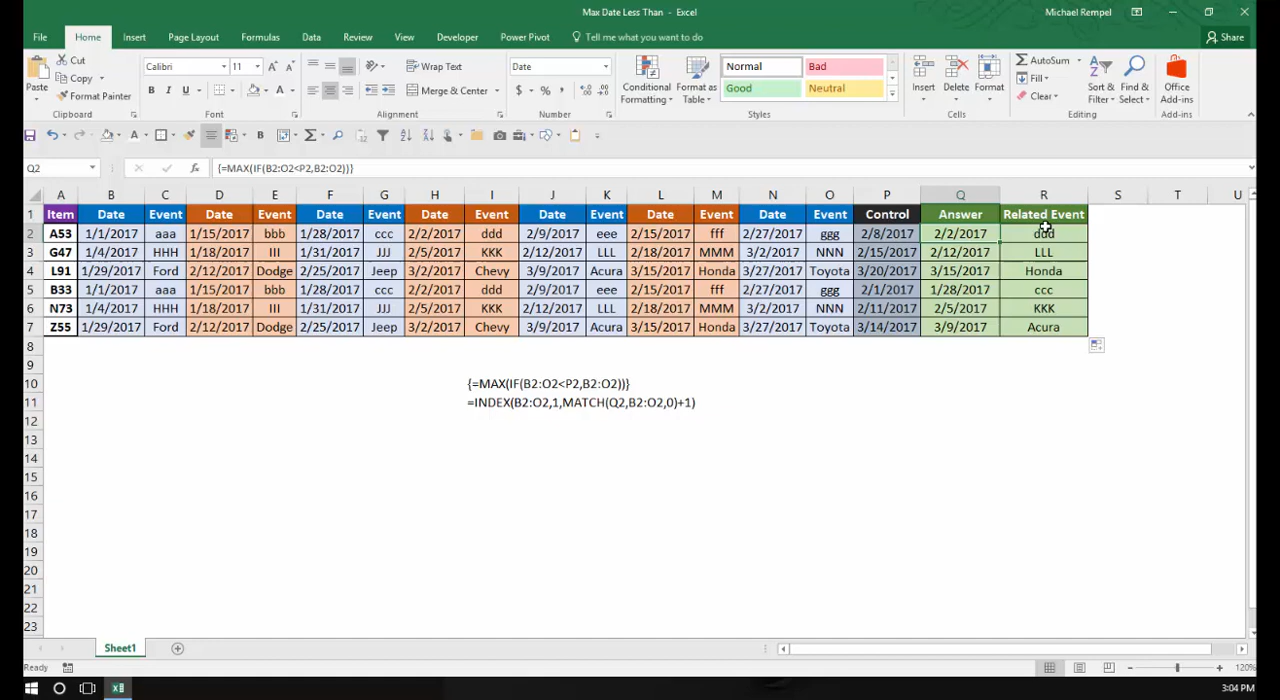 Max Date Less Than - Excel
Michael Rempel
File Home Insert Page Layout Formulas Data Review View Developer Power Pivot Tell me what you want to do Share
Paste Cut Copy Format Painter Clipboard
Calibri 11 B I U A Font
Wrap Text Merge & Center Alignment
Date $ % , Number
Conditional Formatting Format as Table Normal Bad Good Neutral Styles
Insert Delete Format Cells
AutoSum Fill Clear Sort & Filter Find & Select Editing
Office Add-ins Add-ins
Q2 fx {=MAX(IF(B2:O2<P2,B2:O2))}
A B C D E F G H I J K L M N O P Q R S T U
1 Item Date Event Date Event Date Event Date Event Date Event Date Event Date Event Control Answer Related Event
2 A53 1/1/2017 aaa 1/15/2017 bbb 1/28/2017 ccc 2/2/2017 ddd 2/9/2017 eee 2/15/2017 fff 2/27/2017 ggg 2/8/2017 2/2/2017 ddd
3 G47 1/4/2017 HHH 1/18/2017 III 1/31/2017 JJJ 2/5/2017 KKK 2/12/2017 LLL 2/18/2017 MMM 3/2/2017 NNN 2/15/2017 2/12/2017 LLL
4 L91 1/29/2017 Ford 2/12/2017 Dodge 2/25/2017 Jeep 3/2/2017 Chevy 3/9/2017 Acura 3/15/2017 Honda 3/27/2017 Toyota 3/20/2017 3/15/2017 Honda
5 B33 1/1/2017 aaa 1/15/2017 bbb 1/28/2017 ccc 2/2/2017 ddd 2/9/2017 eee 2/15/2017 fff 2/27/2017 ggg 2/1/2017 1/28/2017 ccc
6 N73 1/4/2017 HHH 1/18/2017 III 1/31/2017 JJJ 2/5/2017 KKK 2/12/2017 LLL 2/18/2017 MMM 3/2/2017 NNN 2/11/2017 2/5/2017 KKK
7 Z55 1/29/2017 Ford 2/12/2017 Dodge 2/25/2017 Jeep 3/2/2017 Chevy 3/9/2017 Acura 3/15/2017 Honda 3/27/2017 Toyota 3/14/2017 3/9/2017 Acura
8
9
10 {=MAX(IF(B2:O2<P2,B2:O2))}
11 =INDEX(B2:O2,1,MATCH(Q2,B2:O2,0)+1)
12
13
14
15
16
17
18
19
20
21
22
23
Sheet1
Ready 120%
3:04 PM